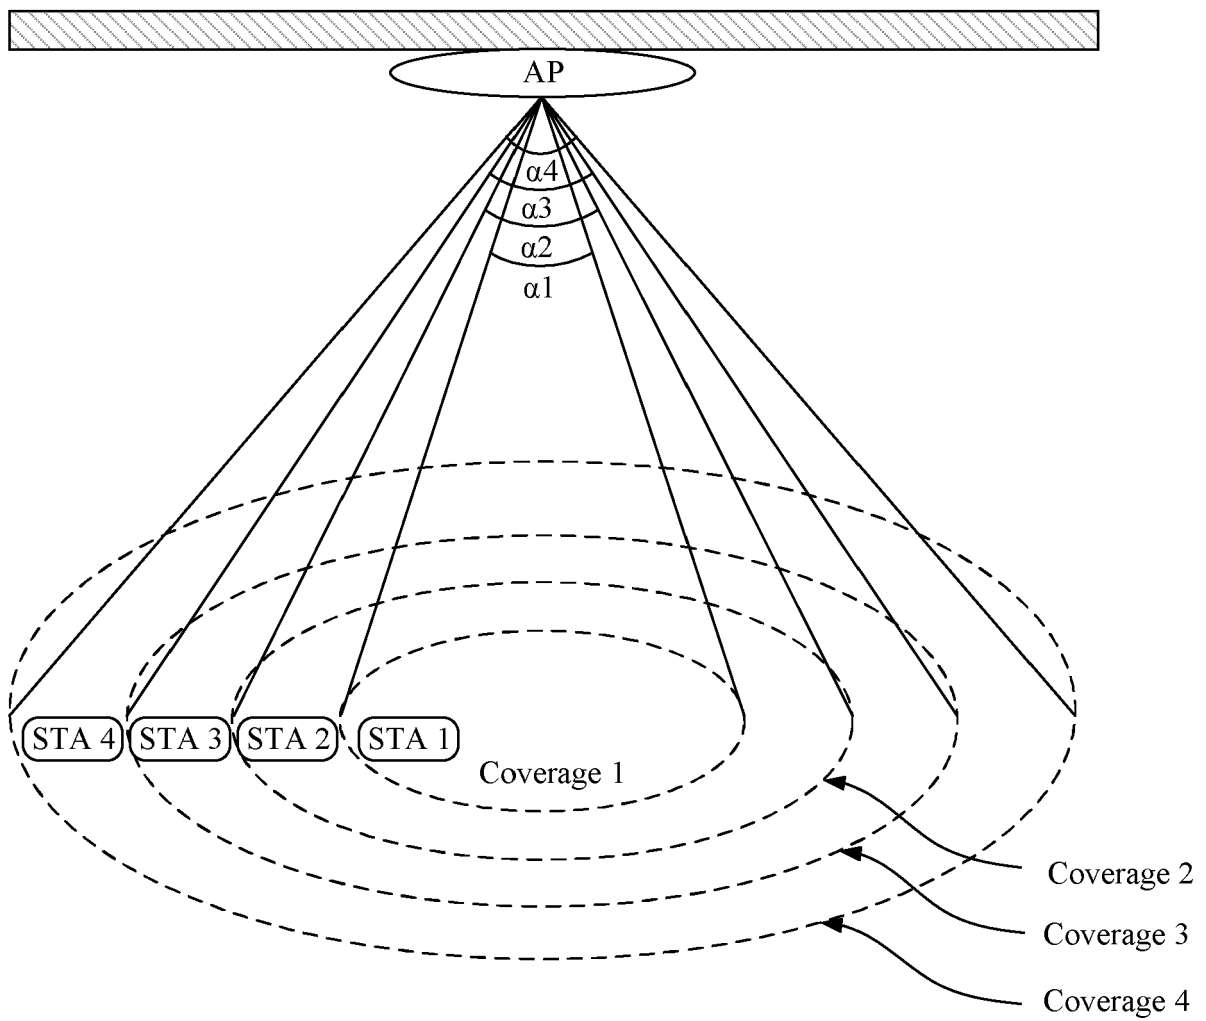 AP
α4
α3
α2
α1
STA 4
STA 3
STA 2
STA 1
Coverage 1
Coverage 2
Coverage 3
Coverage 4